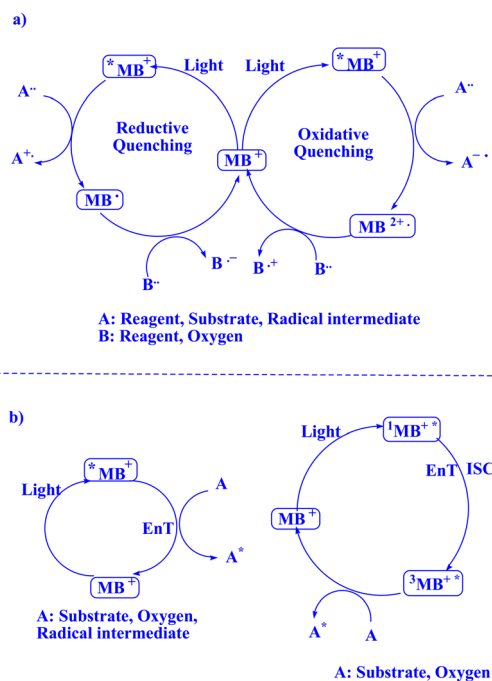 a)
*MB+
Light
Light
*MB+
A··
A··
Reductive
Quenching
Oxidative
Quenching
MB+
A+·
A− ·
MB·
MB2+·
B·−
B·+
B··
B··
A: Reagent, Substrate, Radical intermediate
B: Reagent, Oxygen
b)
1MB+ *
Light
*MB+
EnT ISC
Light
A
MB+
EnT
A*
MB+
3MB+ *
A: Substrate, Oxygen,
Radical intermediate
A*
A
A: Substrate, Oxygen